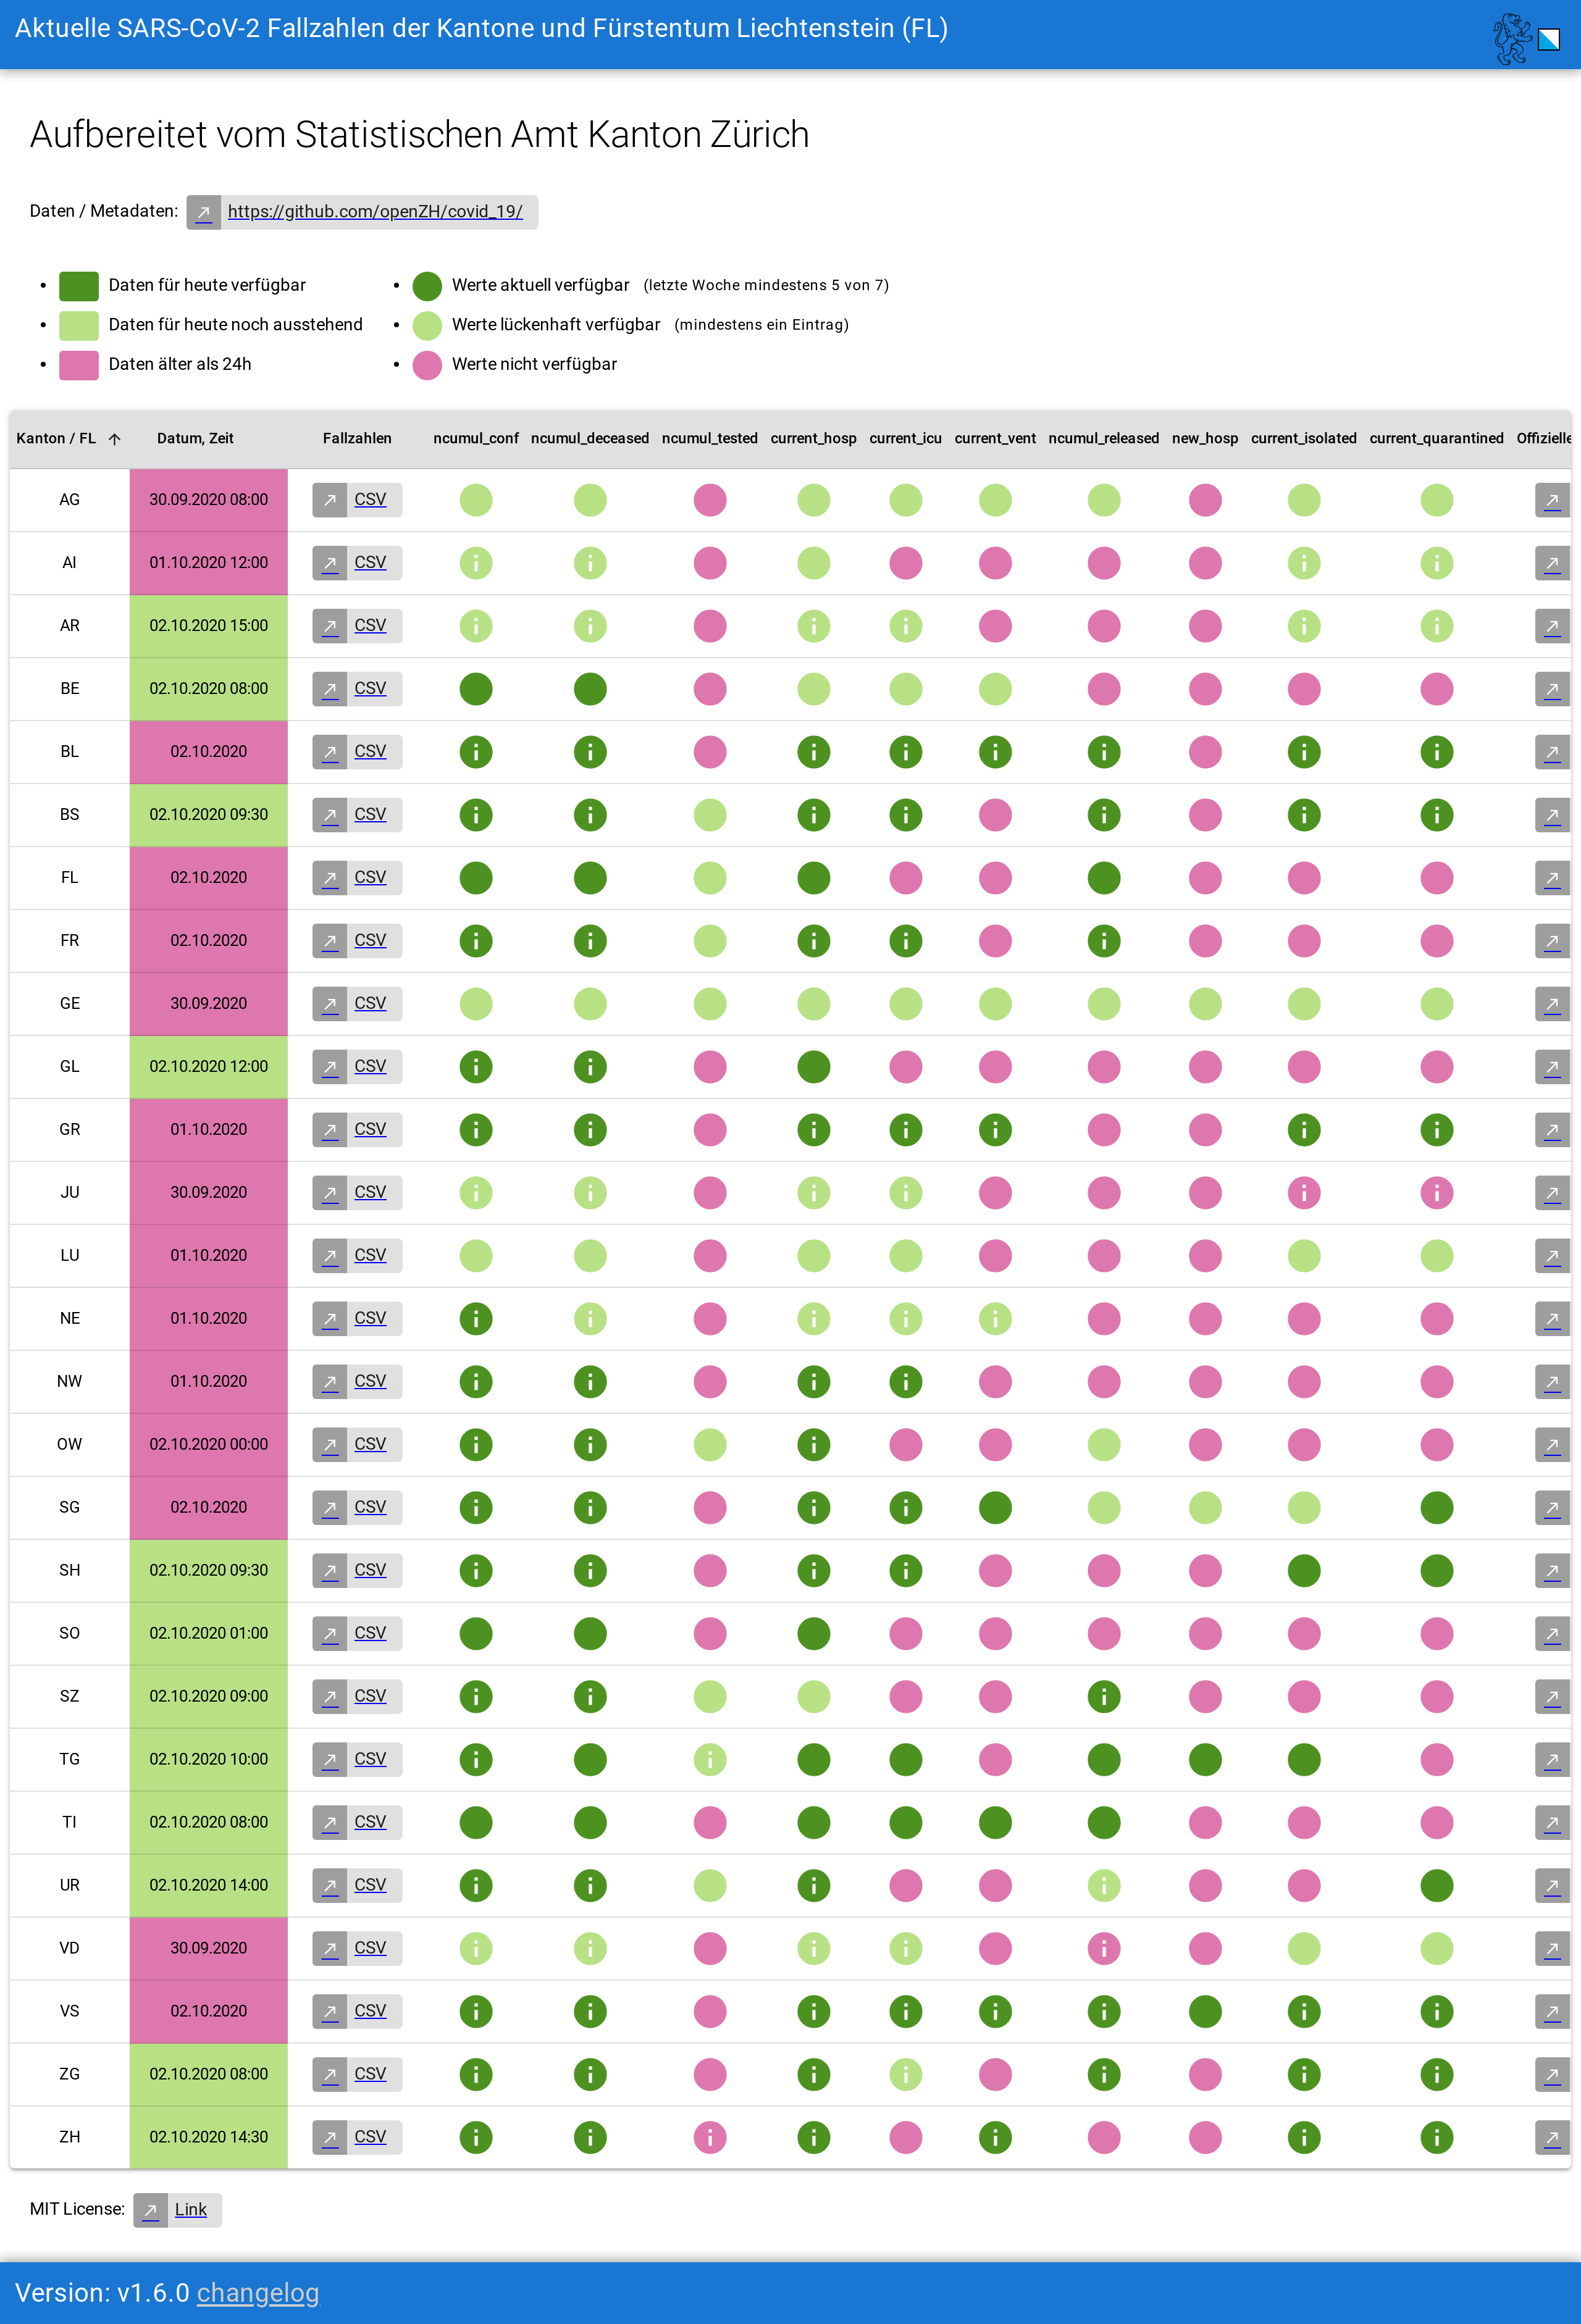 Aktuelle SARS-CoV-2 Fallzahlen der Kantone und Fürstentum Liechtenstein (FL)
Aufbereitet vom Statistischen Amt Kanton Zürich
Daten / Metadaten: https://github.com/openZH/covid_19/
Daten für heute verfügbar
Daten für heute noch ausstehend
Daten älter als 24h
Werte aktuell verfügbar (letzte Woche mindestens 5 von 7)
Werte lückenhaft verfügbar (mindestens ein Eintrag)
Werte nicht verfügbar
Kanton / FL Datum, Zeit Fallzahlen ncumul_conf ncumul_deceased ncumul_tested current_hosp current_icu current_vent ncumul_released new_hosp current_isolated current_quarantined Offizielle
AG 30.09.2020 08:00 CSV
AI 01.10.2020 12:00 CSV
AR 02.10.2020 15:00 CSV
BE 02.10.2020 08:00 CSV
BL 02.10.2020 CSV
BS 02.10.2020 09:30 CSV
FL 02.10.2020 CSV
FR 02.10.2020 CSV
GE 30.09.2020 CSV
GL 02.10.2020 12:00 CSV
GR 01.10.2020 CSV
JU 30.09.2020 CSV
LU 01.10.2020 CSV
NE 01.10.2020 CSV
NW 01.10.2020 CSV
OW 02.10.2020 00:00 CSV
SG 02.10.2020 CSV
SH 02.10.2020 09:30 CSV
SO 02.10.2020 01:00 CSV
SZ 02.10.2020 09:00 CSV
TG 02.10.2020 10:00 CSV
TI 02.10.2020 08:00 CSV
UR 02.10.2020 14:00 CSV
VD 30.09.2020 CSV
VS 02.10.2020 CSV
ZG 02.10.2020 08:00 CSV
ZH 02.10.2020 14:30 CSV
MIT License: Link
Version: v1.6.0 changelog